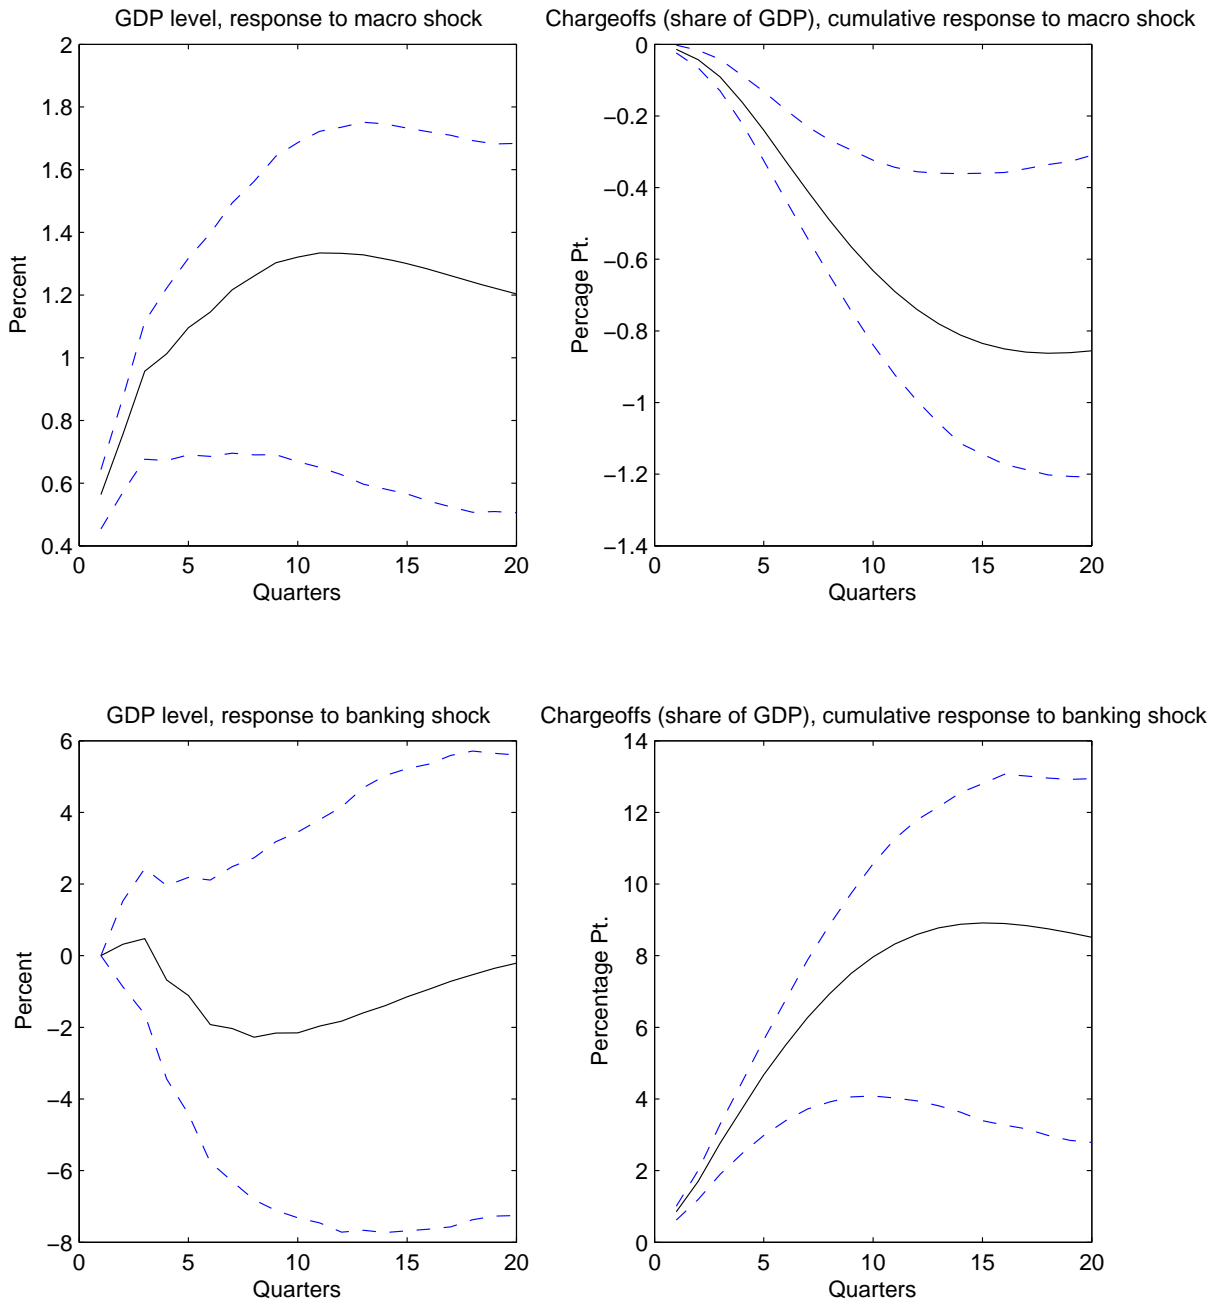 GDP level, response to macro shock
2
1.8
1.6
1.4
1.2
1
0.8
0.6
0.4
Percent
0 5 10 15 20
Quarters
Chargeoffs (share of GDP), cumulative response to macro shock
0
−0.2
−0.4
−0.6
−0.8
−1
−1.2
−1.4
Percage Pt.
0 5 10 15 20
Quarters
GDP level, response to banking shock
6
4
2
0
−2
−4
−6
−8
Percent
0 5 10 15 20
Quarters
Chargeoffs (share of GDP), cumulative response to banking shock
14
12
10
8
6
4
2
0
Percentage Pt.
0 5 10 15 20
Quarters